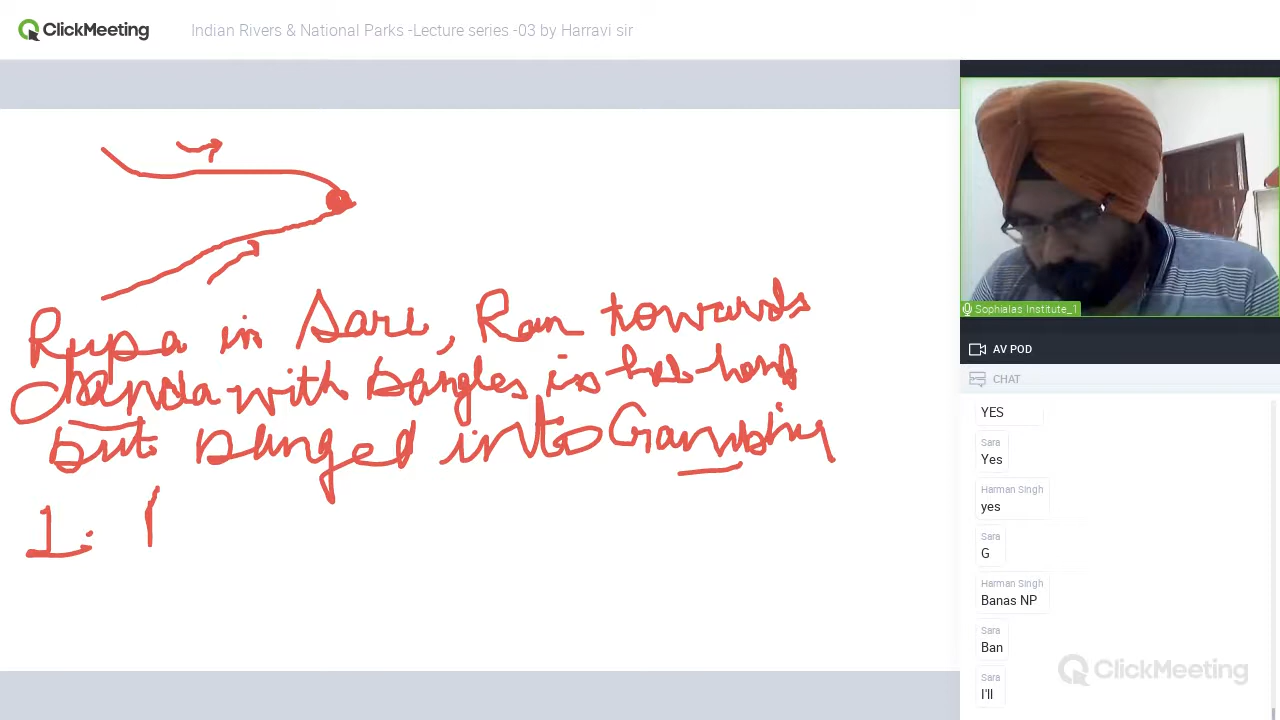 ClickMeeting
Indian Rivers & National Parks -Lecture series -03 by Harravi sir
Rupa in Sari, Ran towards
Chanda with bangles in her hand
but Banged into Gambiry
1.
Sophialas Institute_1
AV POD
CHAT
YES
Sara
Yes
Harman Singh
yes
Sara
G
Harman Singh
Banas NP
Sara
Ban
Sara
I'll
ClickMeeting